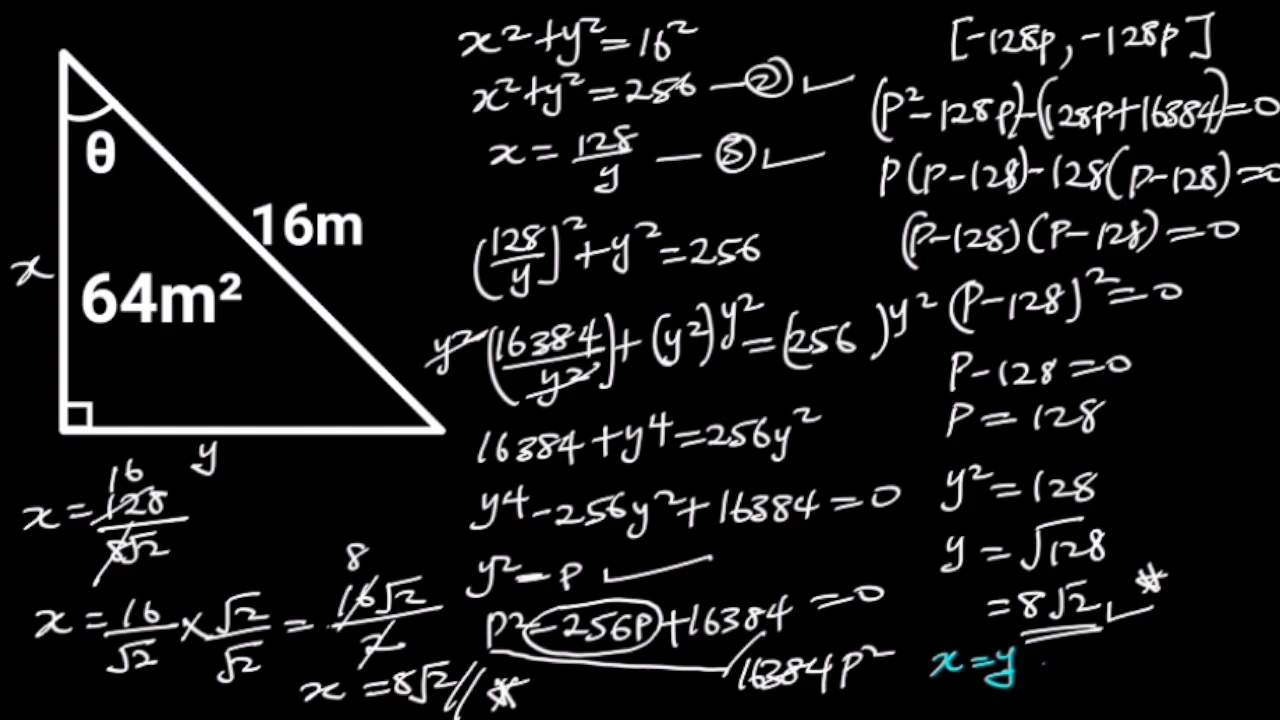 θ
16m
x
64m²
y
x = 128/8√2 16
x = 16/√2 × √2/√2 = 16√2/2 8
x = 8√2 // *
x² + y² = 16²
x² + y² = 256 — ② ✓
x = 128/y — ③ ✓
(128/y)² + y² = 256
y²(16384/y²) + (y²)y² = (256)y²
16384 + y⁴ = 256y²
y⁴ - 256y² + 16384 = 0
y² = p ✓
p² - 256p + 16384 = 0
16384p²
[-128p, -128p]
(p² - 128p) - (128p + 16384) = 0
p(p - 128) - 128(p - 128) = 0
(p - 128)(p - 128) = 0
(p - 128)² = 0
p - 128 = 0
p = 128
y² = 128
y = √128
= 8√2 ✓ *
x = y